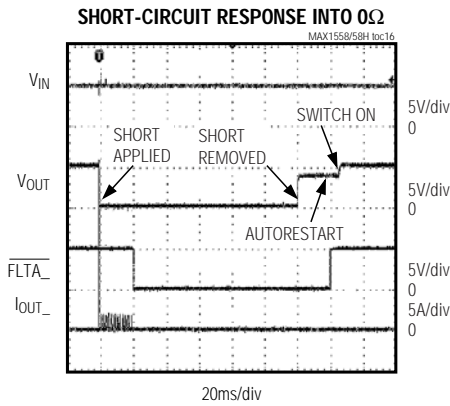 SHORT-CIRCUIT RESPONSE INTO 0Ω
MAX1558/58H toc16
VIN
5V/div
0
SWITCH ON
SHORT
APPLIED
SHORT
REMOVED
VOUT
5V/div
0
AUTORESTART
FLTA_
5V/div
0
IOUT_
5A/div
0
20ms/div